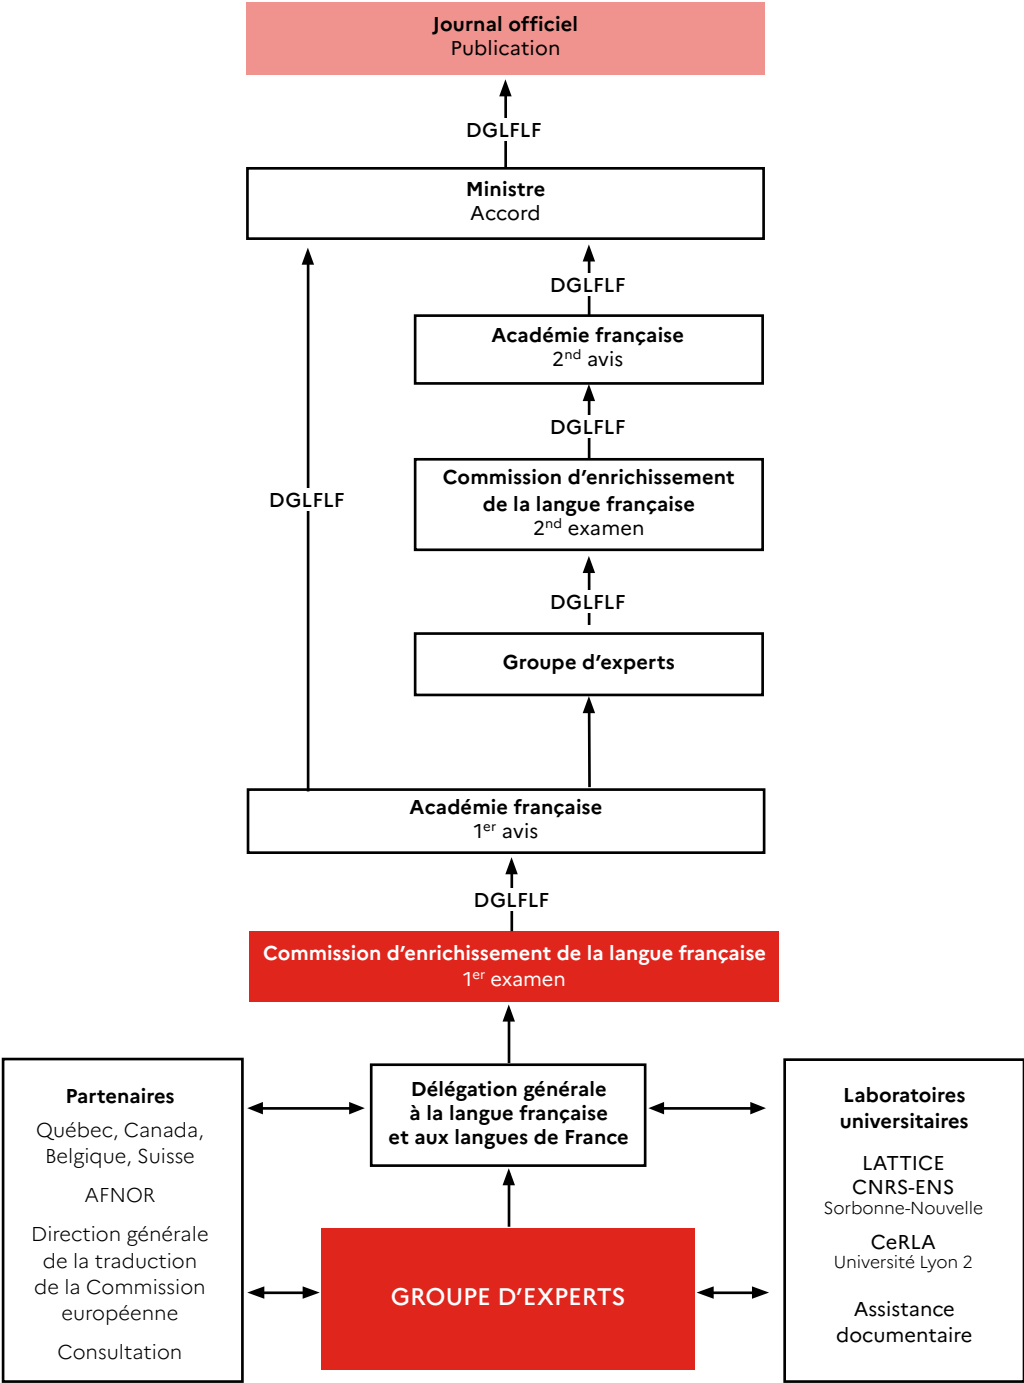 Journal officiel
Publication
DGLFLF
Ministre
Accord
DGLFLF
Académie française
2nd avis
DGLFLF
Commission d’enrichissement
de la langue française
2nd examen
DGLFLF
DGLFLF
Groupe d’experts
Académie française
1er avis
DGLFLF
Commission d’enrichissement de la langue française
1er examen
Partenaires
Québec, Canada,
Belgique, Suisse
AFNOR
Direction générale
de la traduction
de la Commission
européenne
Consultation
Délégation générale
à la langue française
et aux langues de France
GROUPE D’EXPERTS
Laboratoires
universitaires
LATTICE
CNRS-ENS
Sorbonne-Nouvelle
CeRLA
Université Lyon 2
Assistance
documentaire